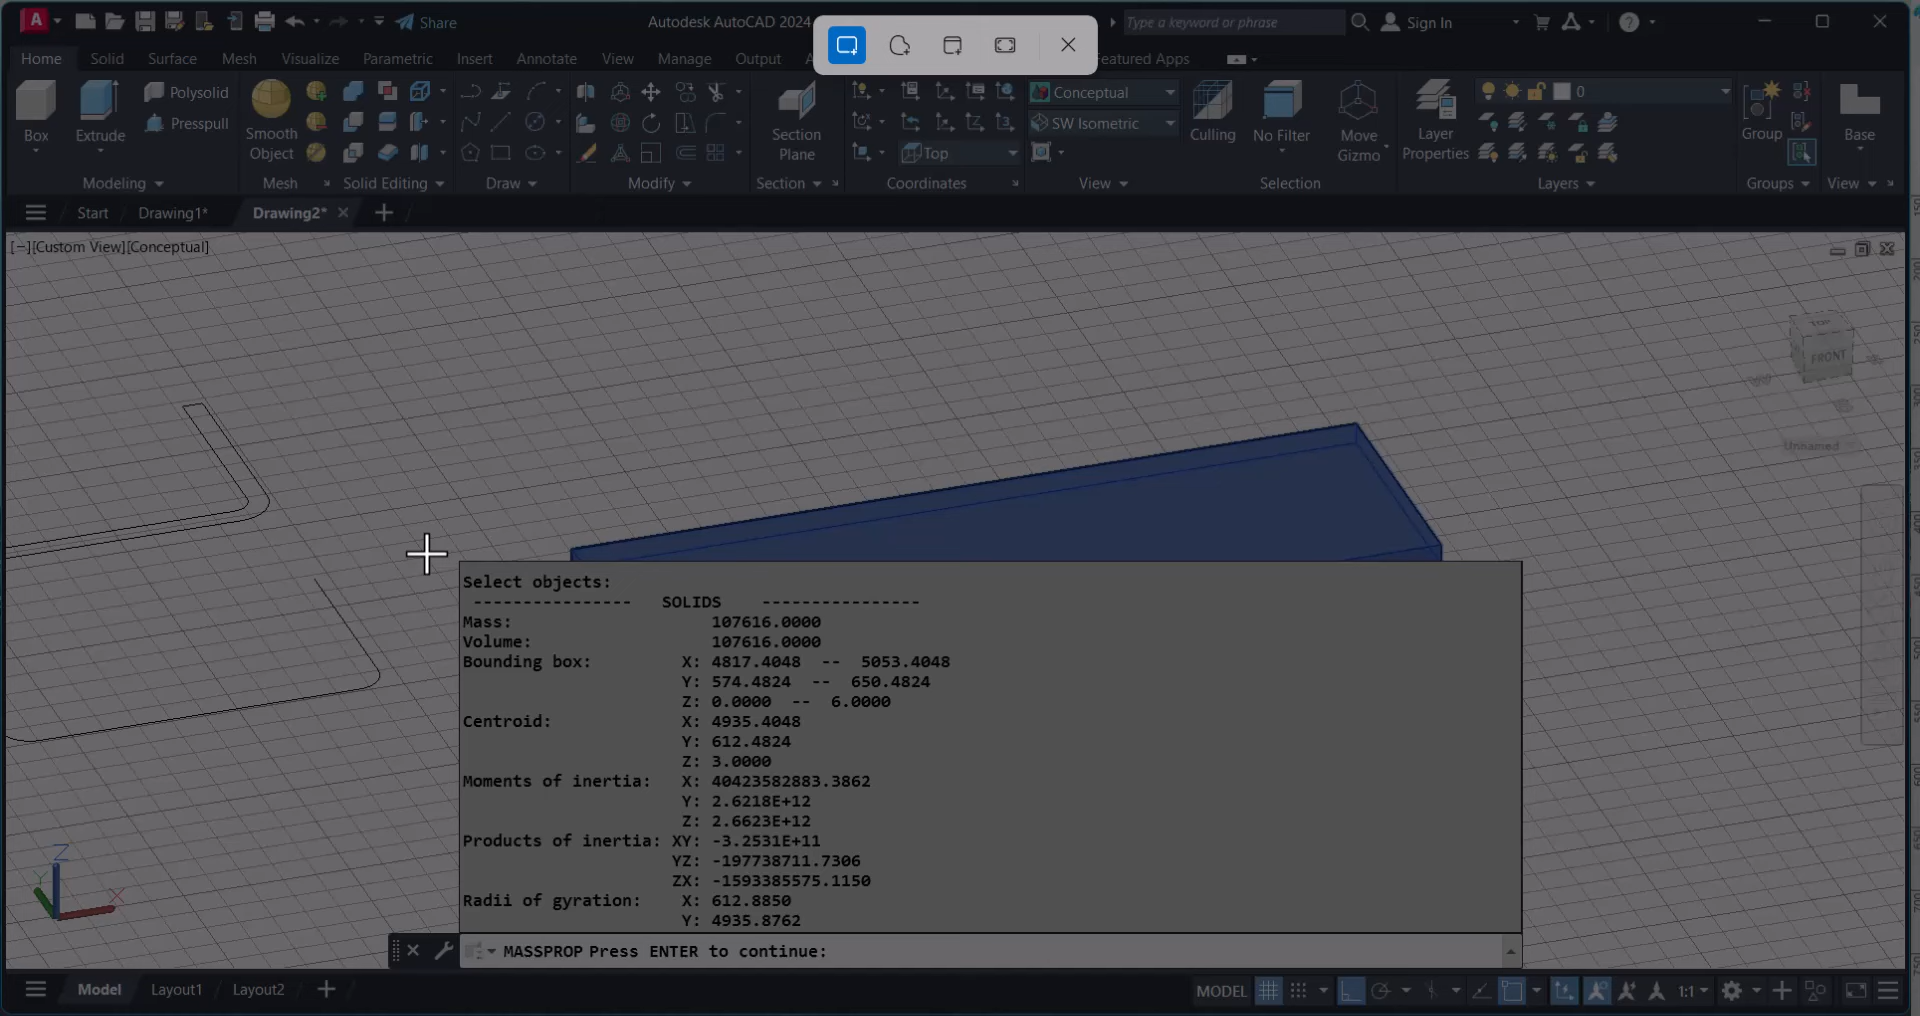 Share
Autodesk AutoCAD 2024
Type a keyword or phrase
Sign In
Home Solid Surface Mesh Visualize Parametric Insert Annotate View Manage Output
Featured Apps
Box
Extrude
Polysolid
Presspull
Smooth
Object
Section
Plane
Conceptual
SW Isometric
Top
Culling
No Filter
Move
Gizmo
Layer
Properties
0
Group
Base
Modeling
Mesh
Solid Editing
Draw
Modify
Section
Coordinates
View
Selection
Layers
Groups
View
Start Drawing1* Drawing2*
[−][Custom View][Conceptual]
TOP
FRONT
Unnamed
Select objects:
---------------- SOLIDS ----------------
Mass: 107616.0000
Volume: 107616.0000
Bounding box: X: 4817.4048 -- 5053.4048
Y: 574.4824 -- 650.4824
Z: 0.0000 -- 6.0000
Centroid: X: 4935.4048
Y: 612.4824
Z: 3.0000
Moments of inertia: X: 40423582883.3862
Y: 2.6218E+12
Z: 2.6623E+12
Products of inertia: XY: -3.2531E+11
YZ: -197738711.7306
ZX: -1593385575.1150
Radii of gyration: X: 612.8850
Y: 4935.8762
MASSPROP Press ENTER to continue:
Z
Y
X
Model Layout1 Layout2
MODEL
1:1